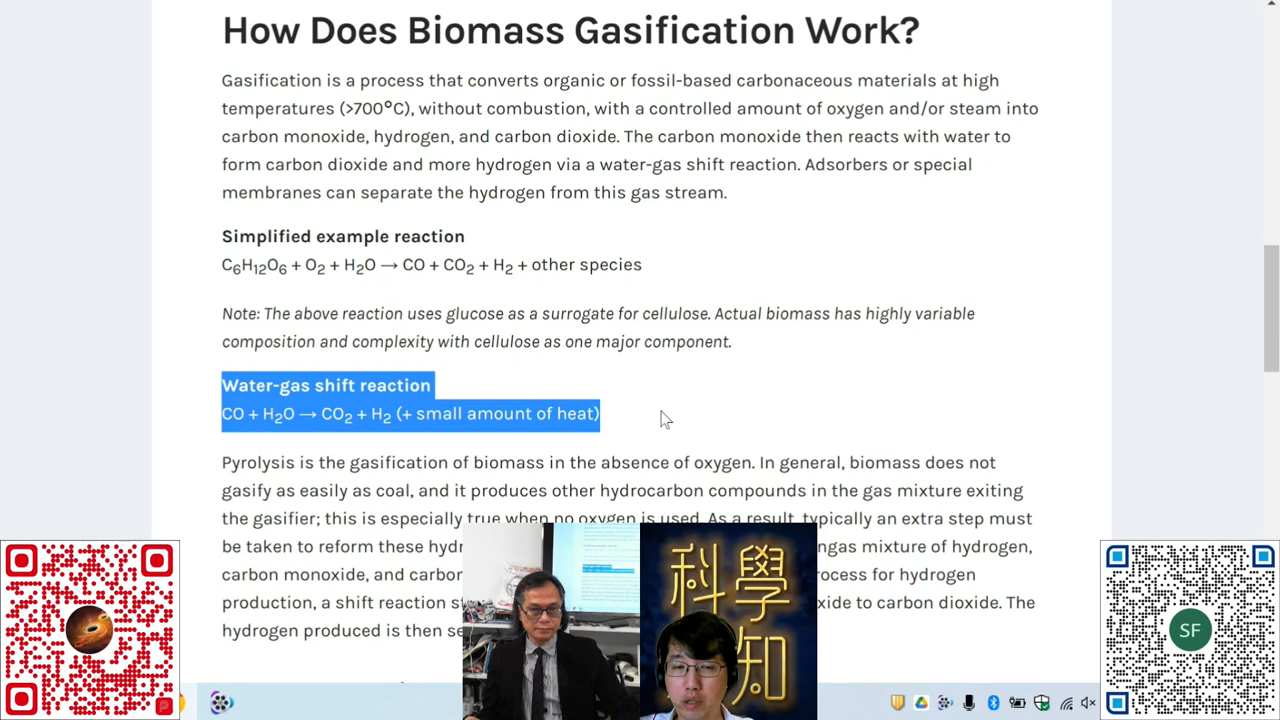 How Does Biomass Gasification Work?
Gasification is a process that converts organic or fossil-based carbonaceous materials at high
temperatures (>700°C), without combustion, with a controlled amount of oxygen and/or steam into
carbon monoxide, hydrogen, and carbon dioxide. The carbon monoxide then reacts with water to
form carbon dioxide and more hydrogen via a water-gas shift reaction. Adsorbers or special
membranes can separate the hydrogen from this gas stream.
Simplified example reaction
C₆H₁₂O₆ + O₂ + H₂O → CO + CO₂ + H₂ + other species
Note: The above reaction uses glucose as a surrogate for cellulose. Actual biomass has highly variable
composition and complexity with cellulose as one major component.
Water-gas shift reaction
CO + H₂O → CO₂ + H₂ (+ small amount of heat)
Pyrolysis is the gasification of biomass in the absence of oxygen. In general, biomass does not
gasify as easily as coal, and it produces other hydrocarbon compounds in the gas mixture exiting
the gasifier; this is especially true when no oxygen is used. As a result, typically an extra step must
be taken to reform these hydr ngas mixture of hydrogen,
carbon monoxide, and carbon rocess for hydrogen
production, a shift reaction st xide to carbon dioxide. The
hydrogen produced is then se
科學
知
SF